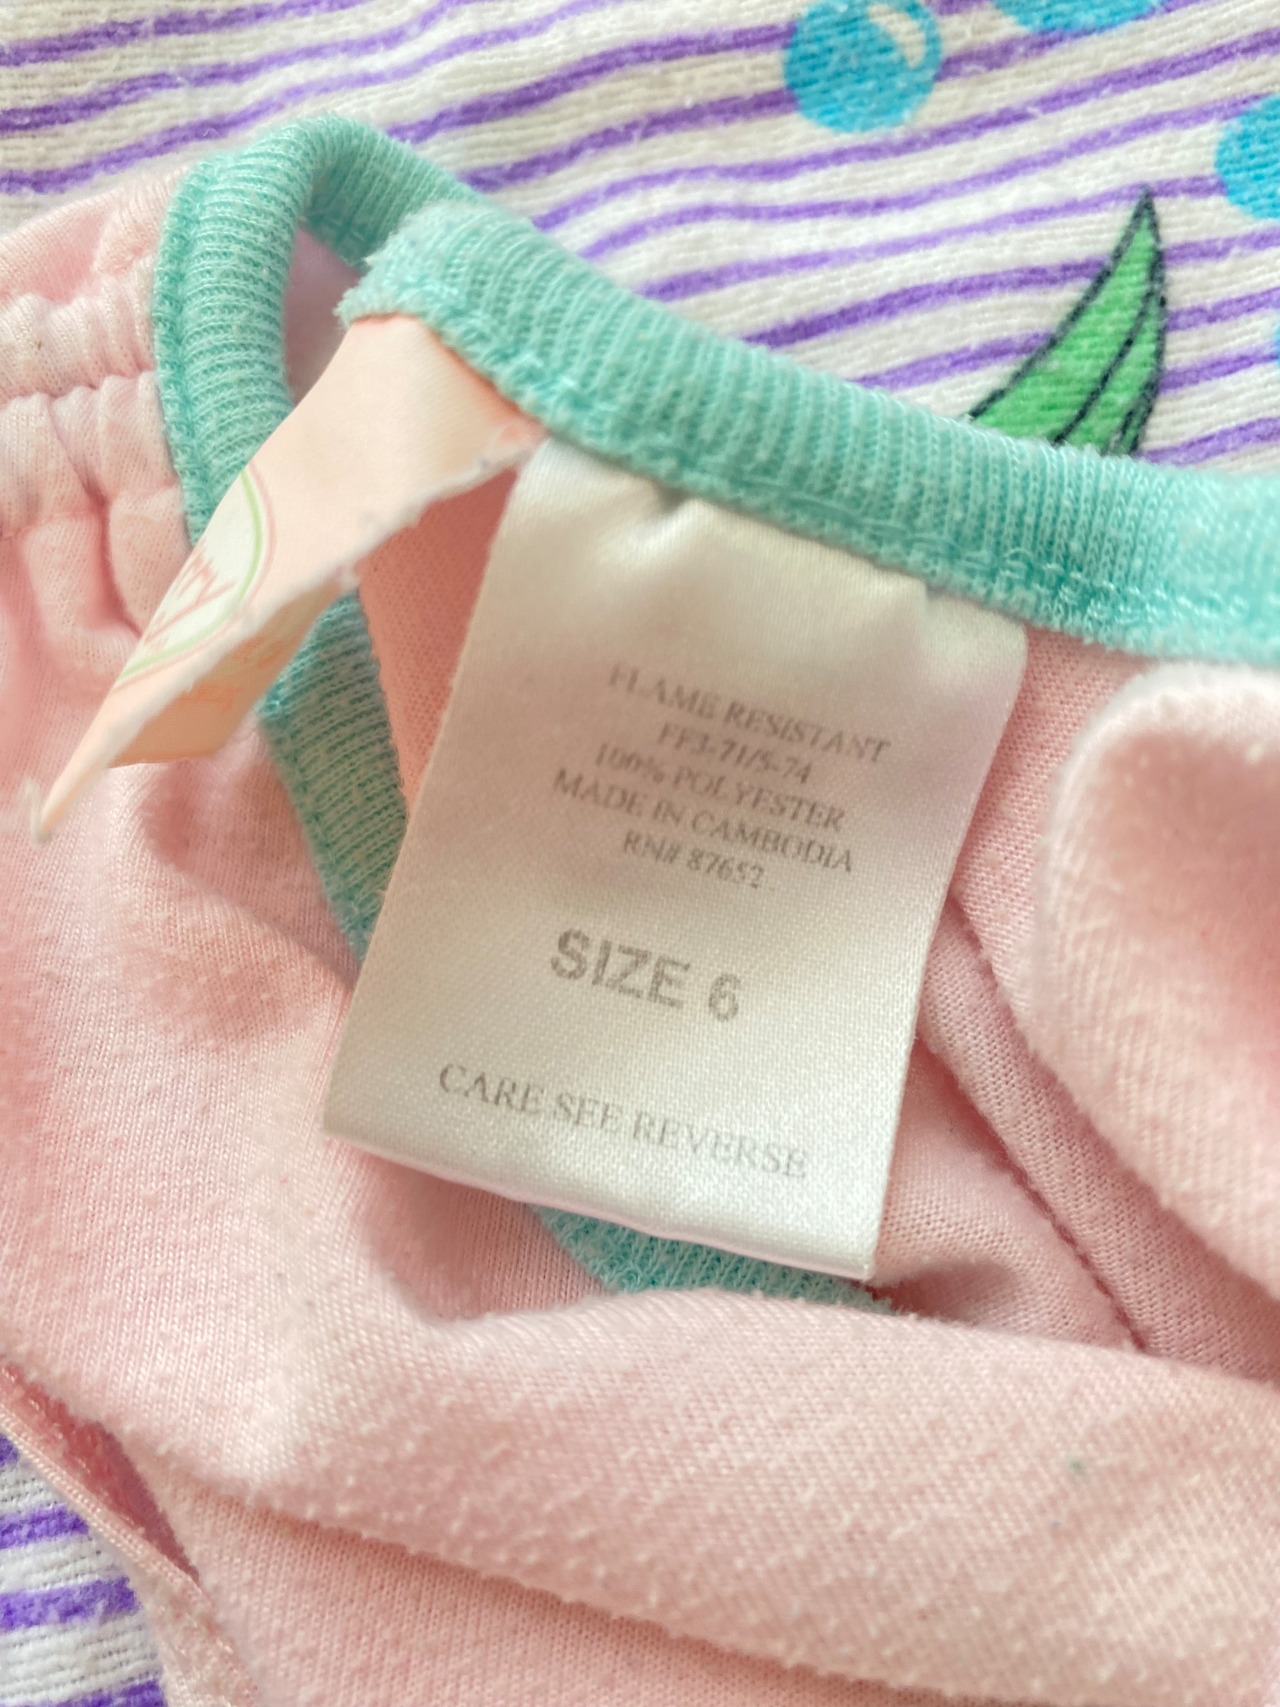 FLAME RESISTANT
FF3-71/5-74
100% POLYESTER
MADE IN CAMBODIA
RN# 87652
SIZE 6
CARE SEE REVERSE